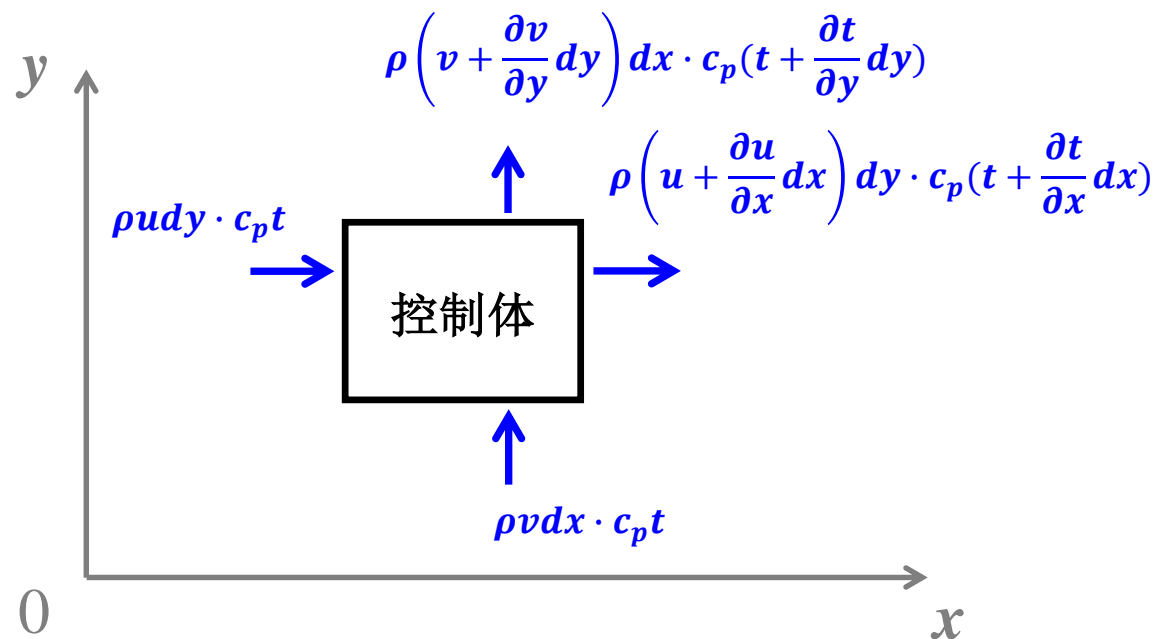 ρ(v + ∂v/∂y dy)dx · c_p(t + ∂t/∂y dy)
y
ρ(u + ∂u/∂x dx)dy · c_p(t + ∂t/∂x dx)
ρudy · c_pt
控制体
ρvdx · c_pt
0
x